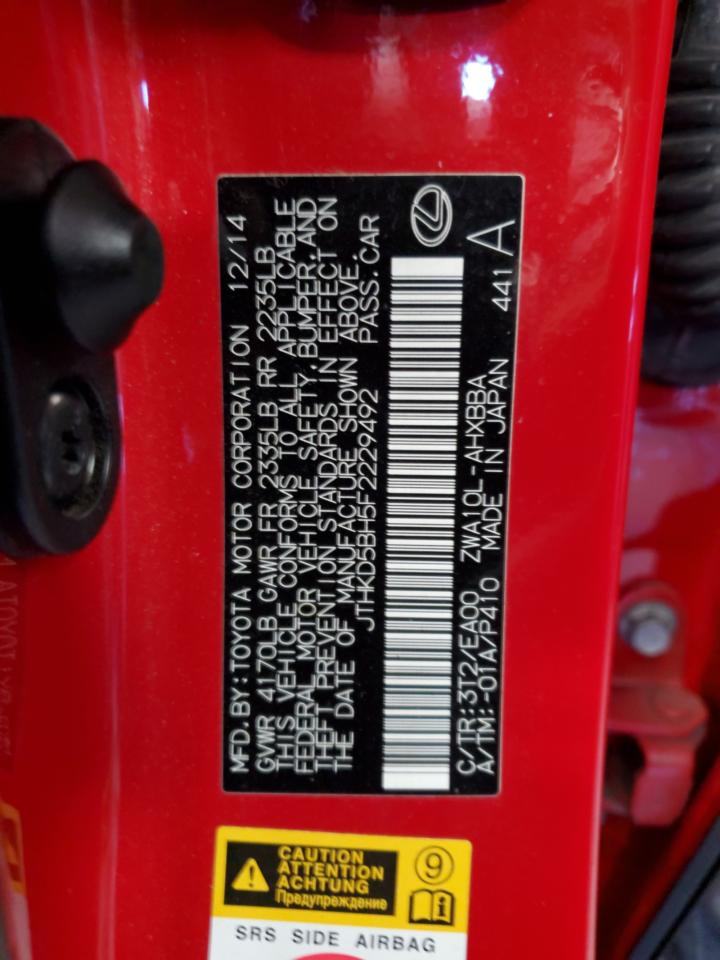 MFD.BY:TOYOTA MOTOR CORPORATION 12/14
GVWR 4170LB GAWR FR 2335LB RR 2235LB
THIS VEHICLE CONFORMS TO ALL APPLICABLE
FEDERAL MOTOR VEHICLE SAFETY,BUMPER,AND
THEFT PREVENTION STANDARDS IN EFFECT ON
THE DATE OF MANUFACTURE SHOWN ABOVE.
JTHKD5BH5F2229492 PASS.CAR
C/TR:3T2/EA00 ZWA10L-AHXBBA 441
A/TM:-01A/P410 MADE IN JAPAN A
CAUTION
ATTENTION
ACHTUNG
Предупреждение
9
SRS SIDE AIRBAG